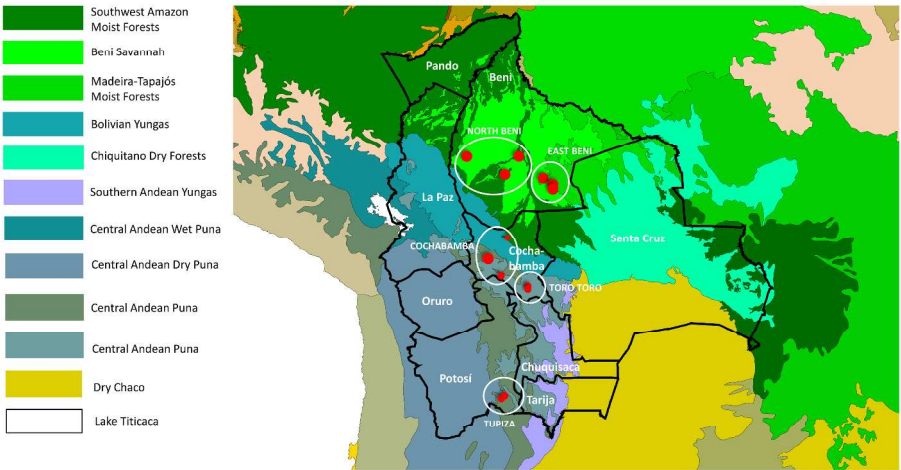 Southwest Amazon
Moist Forests
Beni Savannah
Madeira-Tapajós
Moist Forests
Bolivian Yungas
Chiquitano Dry Forests
Southern Andean Yungas
Central Andean Wet Puna
Central Andean Dry Puna
Central Andean Puna
Central Andean Puna
Dry Chaco
Lake Titicaca
Pando
Beni
NORTH BENI
EAST BENI
La Paz
COCHABAMBA
Cocha-
bamba
Santa Cruz
TORO TORO
Oruro
Potosí
Chuquisaca
Tarija
TUPIZA